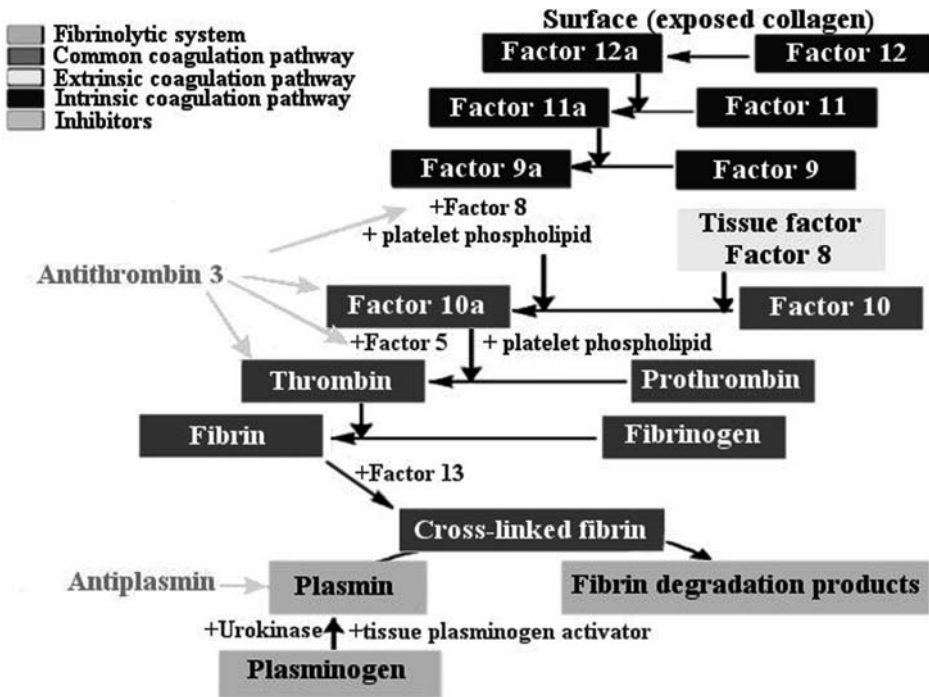 Surface (exposed collagen)
Fibrinolytic system
Common coagulation pathway
Extrinsic coagulation pathway
Intrinsic coagulation pathway
Inhibitors
Factor 12a
Factor 12
Factor 11a
Factor 11
Factor 9a
Factor 9
+Factor 8
+ platelet phospholipid
Tissue factor
Factor 8
Antithrombin 3
Factor 10a
Factor 10
+Factor 5
+ platelet phospholipid
Thrombin
Prothrombin
Fibrin
Fibrinogen
+Factor 13
Cross-linked fibrin
Antiplasmin
Plasmin
Fibrin degradation products
+Urokinase
+tissue plasminogen activator
Plasminogen